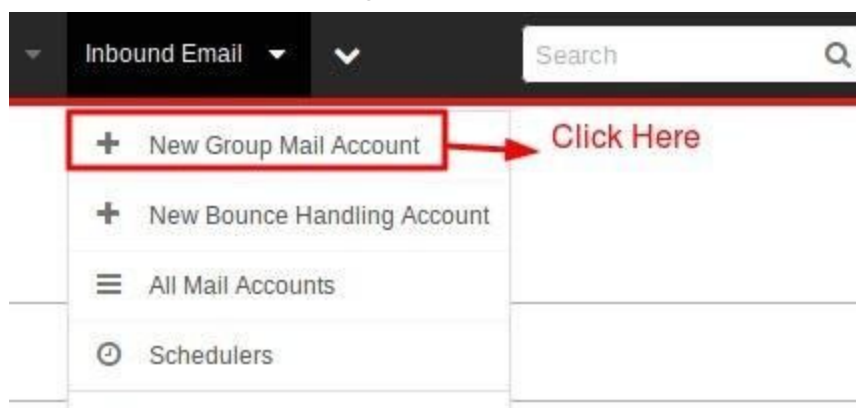 Inbound Email
Search
New Group Mail Account
Click Here
New Bounce Handling Account
All Mail Accounts
Schedulers